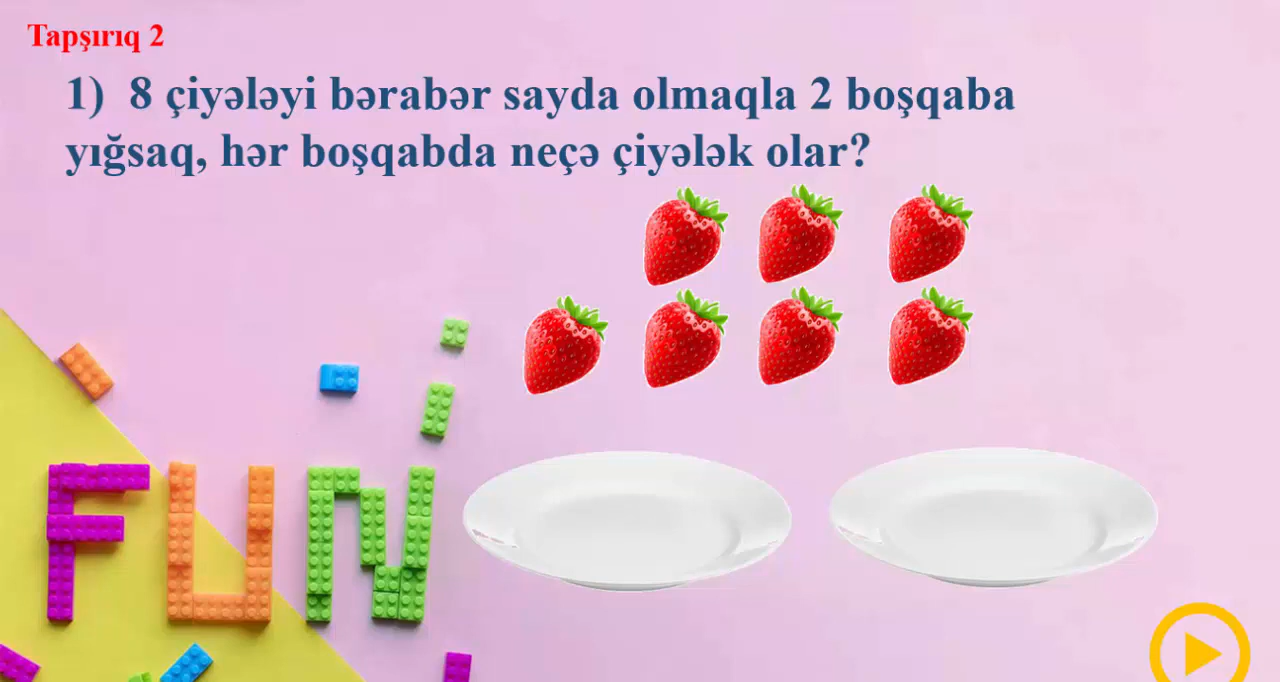 Tapşırıq 2
1) 8 çiyələyi bərabər sayda olmaqla 2 boşqaba
yığsaq, hər boşqabda neçə çiyələk olar?
FUN